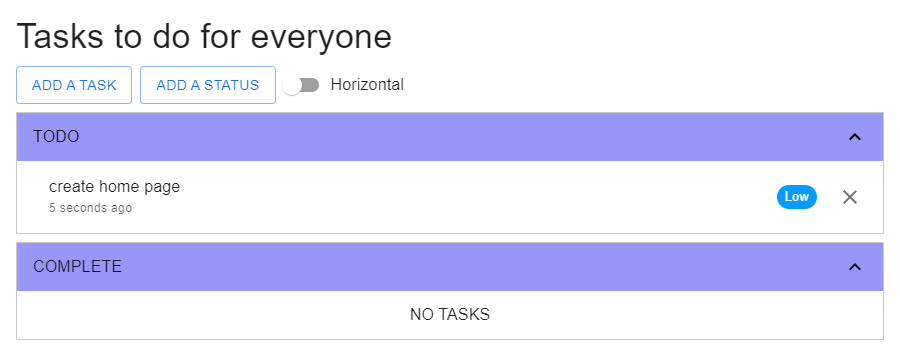 Tasks to do for everyone
ADD A TASK ADD A STATUS Horizontal
TODO
create home page
5 seconds ago
Low
COMPLETE
NO TASKS